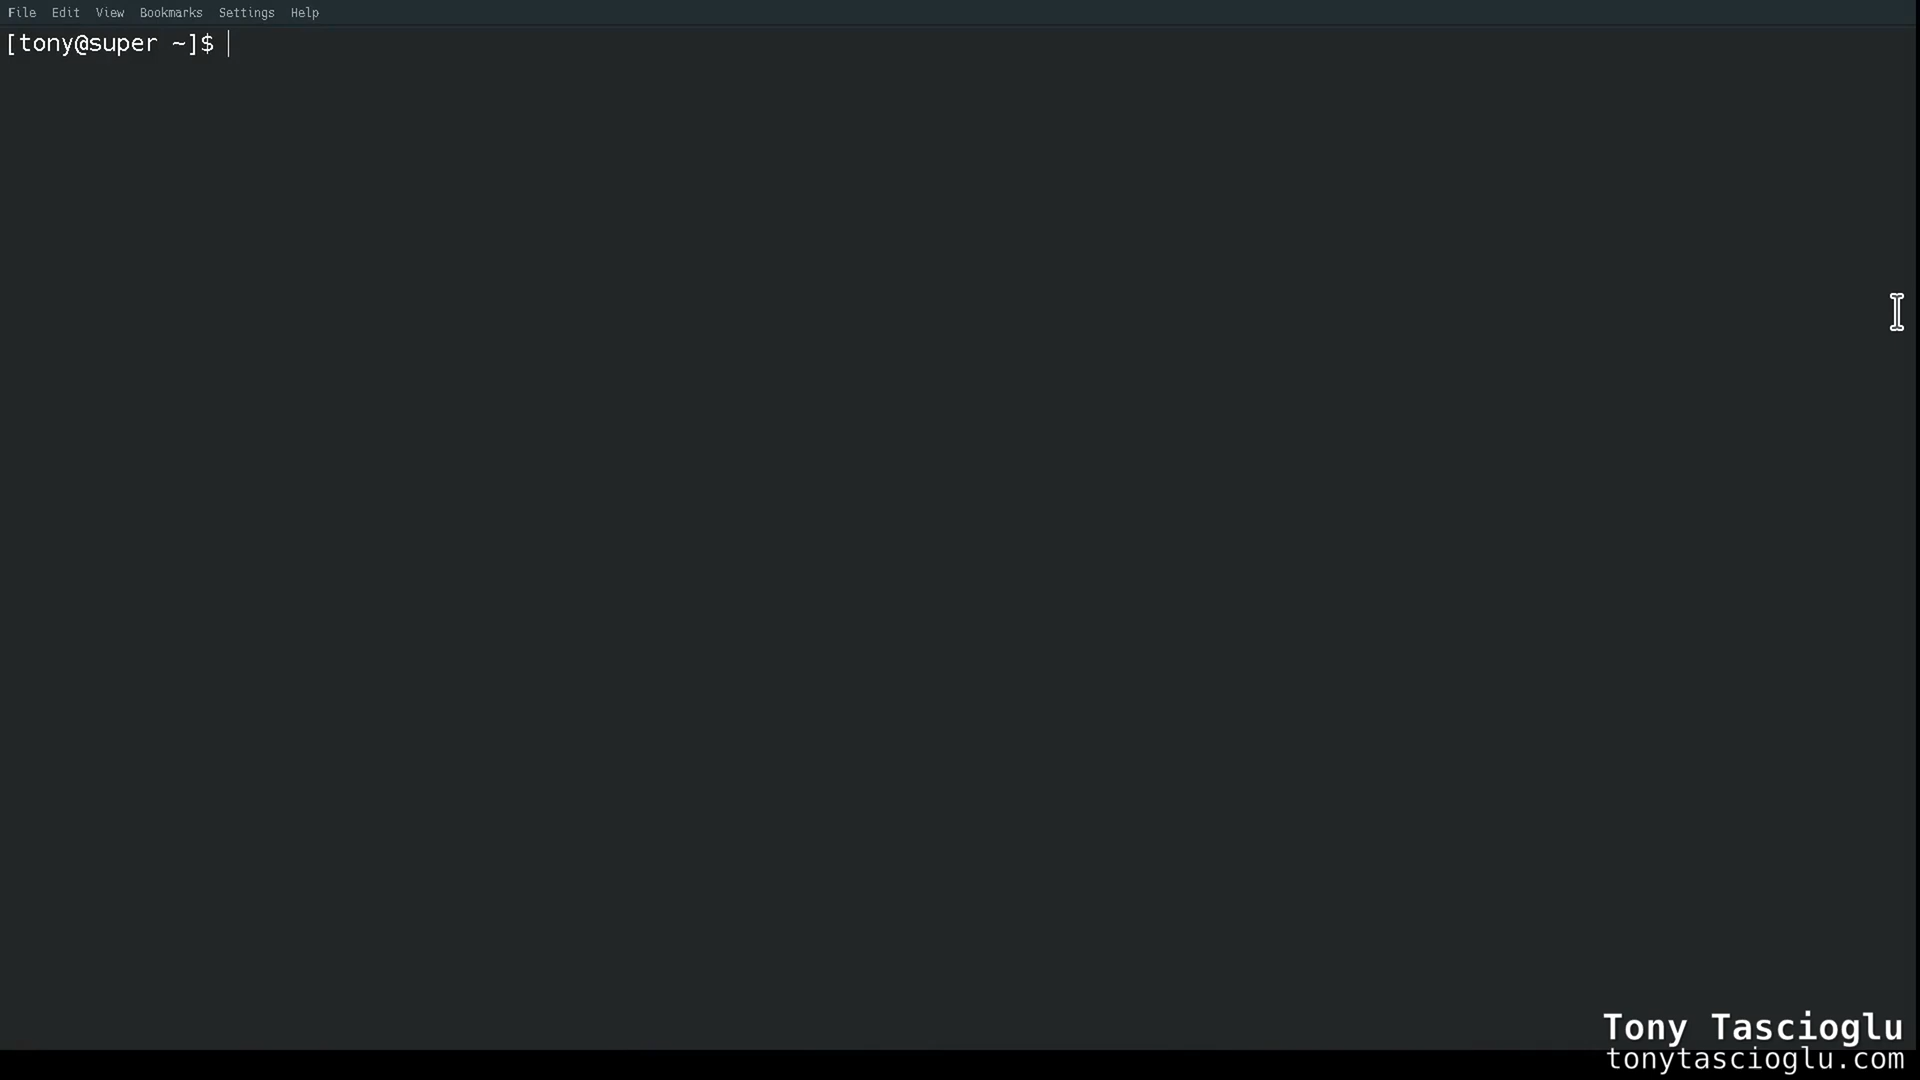 File Edit View Bookmarks Settings Help
[tony@super ~]$
Tony Tascioglu
tonytascioglu.com